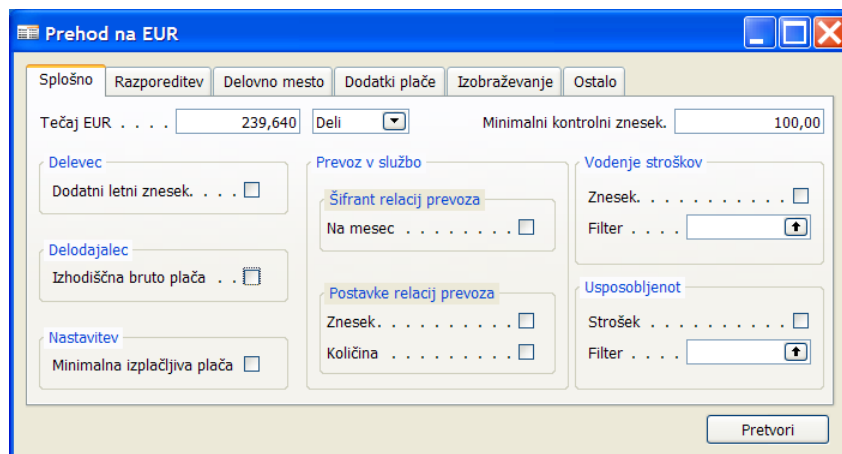 Prehod na EUR
Splošno Razporeditev Delovno mesto Dodatki plače Izobraževanje Ostalo
Tečaj EUR . . . . 239,640 Deli Minimalni kontrolni znesek. 100,00
Delevec
Dodatni letni znesek. . . .
Delodajalec
Izhodiščna bruto plača . .
Nastavitev
Minimalna izplačljiva plača
Prevoz v službo
Šifrant relacij prevoza
Na mesec . . . . . . . .
Postavke relacij prevoza
Znesek. . . . . . . . . .
Količina . . . . . . . . .
Vodenje stroškov
Znesek. . . . . . . . . . .
Filter . . . .
Usposobljenot
Strošek . . . . . . . . . .
Filter . . . .
Pretvori